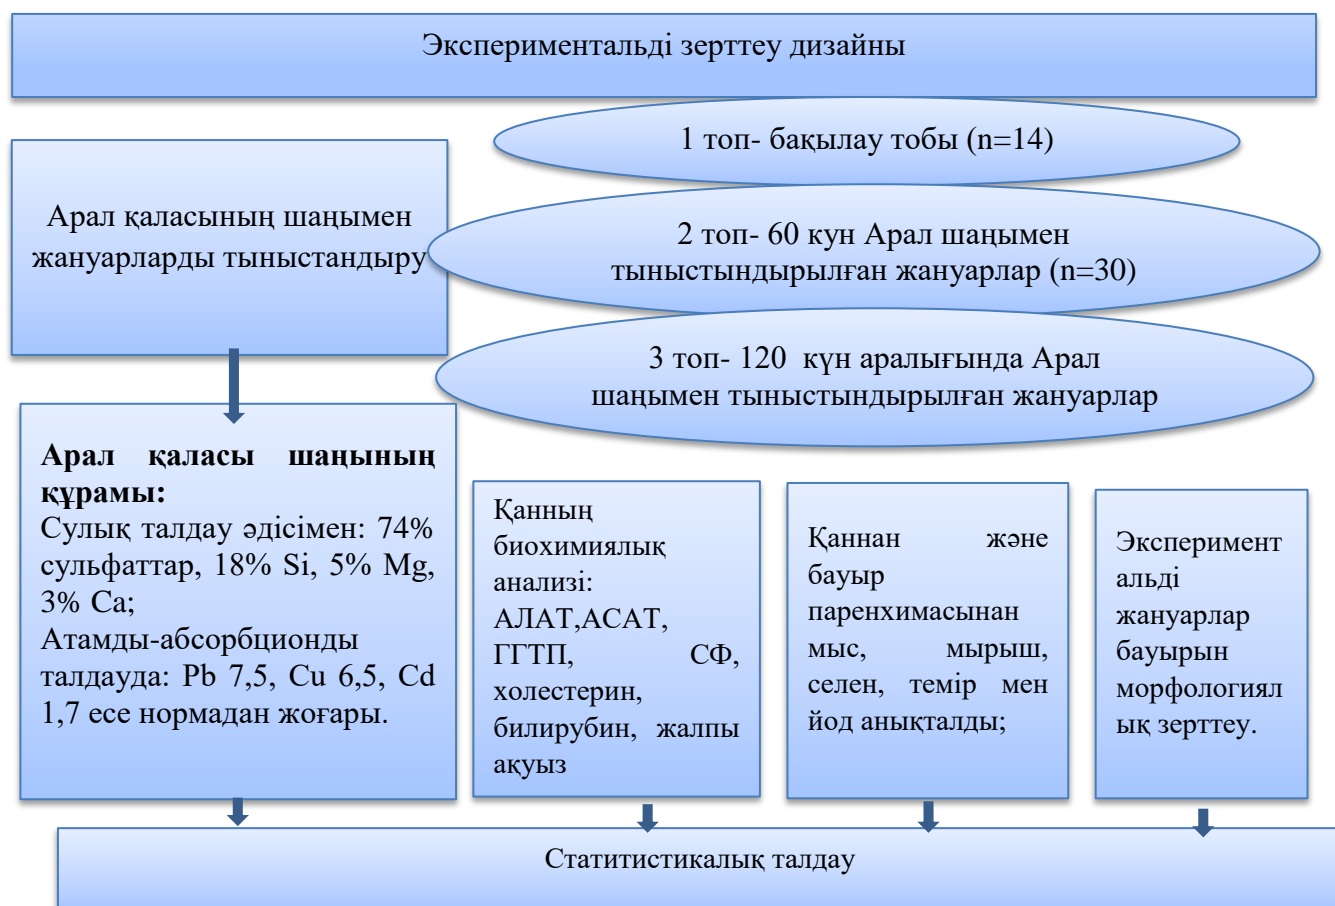 Экспериментальді зерттеу дизайны
1 топ- бақылау тобы (n=14)
Арал қаласының шаңымен
жануарларды тыныстандыру
2 топ- 60 кун Арал шаңымен
тыныстындырылған жануарлар (n=30)
3 топ- 120 күн аралығында Арал
шаңымен тыныстындырылған жануарлар
Арал қаласы шаңының
құрамы:
Сулық талдау әдісімен: 74%
сульфаттар, 18% Si, 5% Mg,
3% Ca;
Атамды-абсорбционды
талдауда: Pb 7,5, Cu 6,5, Cd
1,7 есе нормадан жоғары.
Қанның
биохимиялық
анализі:
АЛАТ,АСАТ,
ГГТП, СФ,
холестерин,
билирубин, жалпы
ақуыз
Қаннан және
бауыр
паренхимасынан
мыс, мырыш,
селен, темір мен
йод анықталды;
Эксперимент
альді
жануарлар
бауырын
морфологиял
ық зерттеу.
Статитистикалық талдау